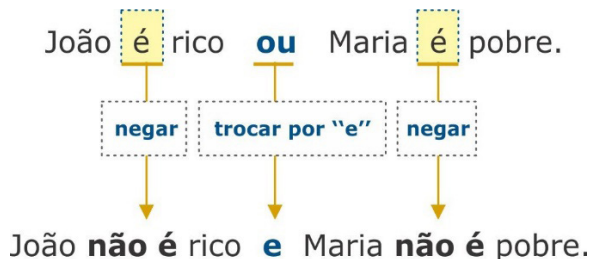 João é rico ou Maria é pobre.
negar trocar por "e" negar
João não é rico e Maria não é pobre.